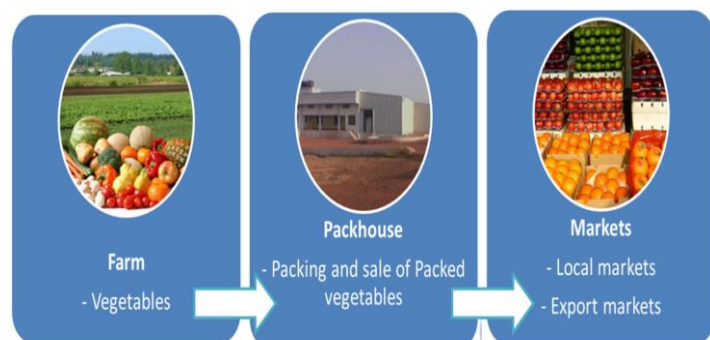 Farm
- Vegetables
Packhouse
- Packing and sale of Packed
vegetables
Markets
- Local markets
- Export markets